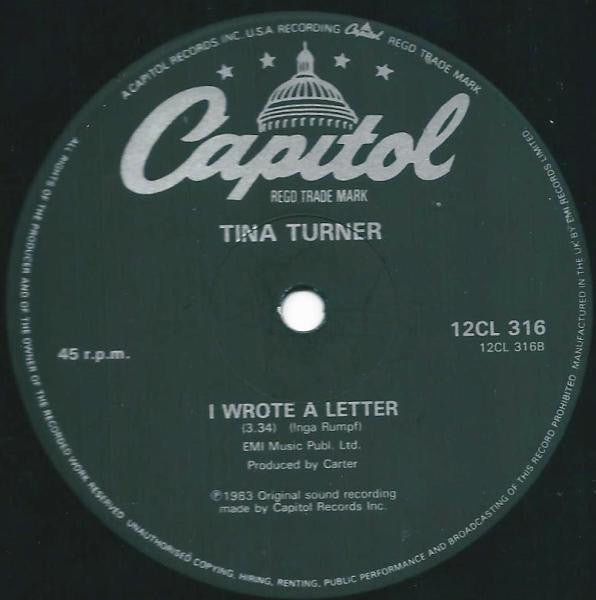 A CAPITOL RECORDS, INC. U.S.A. RECORDING Capitol REGD TRADE MARK
Capitol
REGD TRADE MARK
TINA TURNER
12CL 316
12CL 316B
45 r.p.m.
I WROTE A LETTER
(3.34) (Inga Rumpf)
EMI Music Publ. Ltd.
Produced by Carter
℗1983 Original sound recording
made by Capitol Records Inc.
ALL RIGHTS OF THE PRODUCER AND OF THE OWNER OF THE RECORDED WORK RESERVED UNAUTHORISED COPYING, HIRING, RENTING, PUBLIC PERFORMANCE AND BROADCASTING OF THIS RECORD PROHIBITED MANUFACTURED IN THE UK BY EMI RECORDS LIMITED